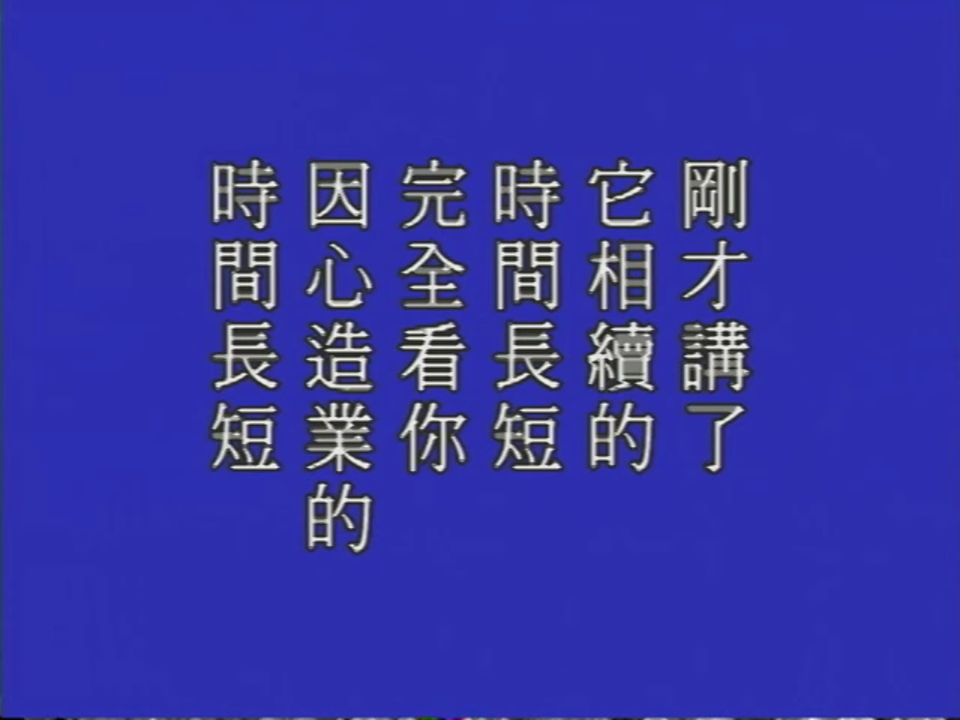 剛才講了
它相續的
時間長短
完全看你
因心造業的
時間長短